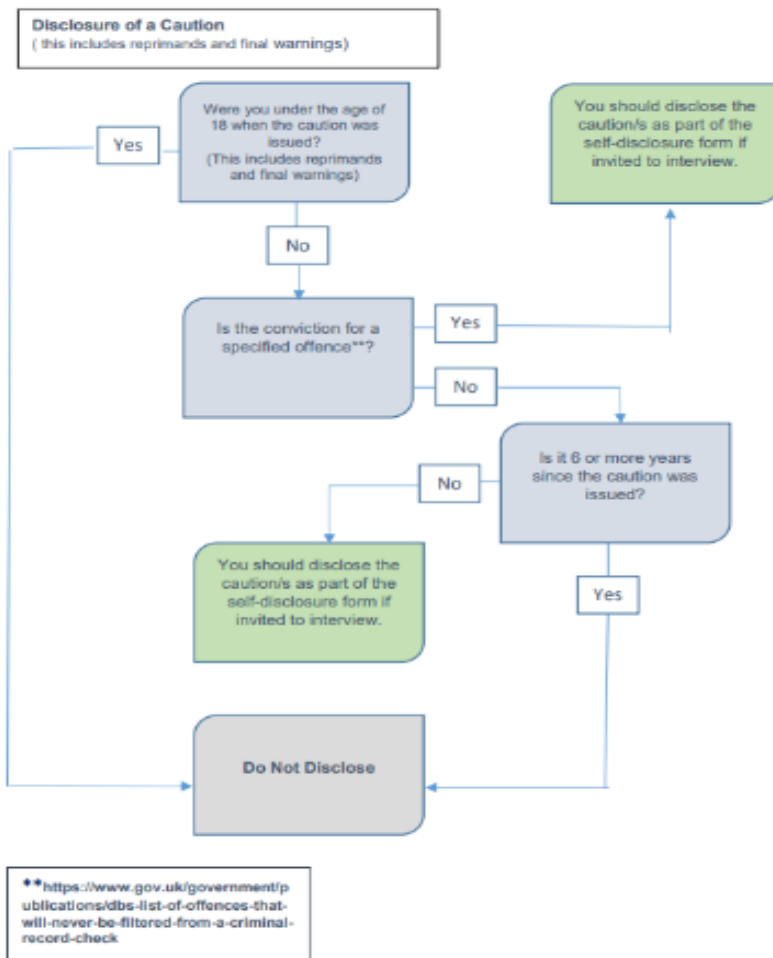 Disclosure of a Caution
( this includes reprimands and final warnings)
Were you under the age of
18 when the caution was
issued?
(This includes reprimands
and final warnings)
Yes
You should disclose the
caution/s as part of the
self-disclosure form if
invited to interview.
No
Is the conviction for a
specified offence**?
Yes
No
Is it 6 or more years
since the caution was
issued?
No
You should disclose the
caution/s as part of the
self-disclosure form if
invited to interview.
Yes
Do Not Disclose
**https://www.gov.uk/government/p
ublications/dbs-list-of-offences-that-
will-never-be-filtered-from-a-criminal-
record-check